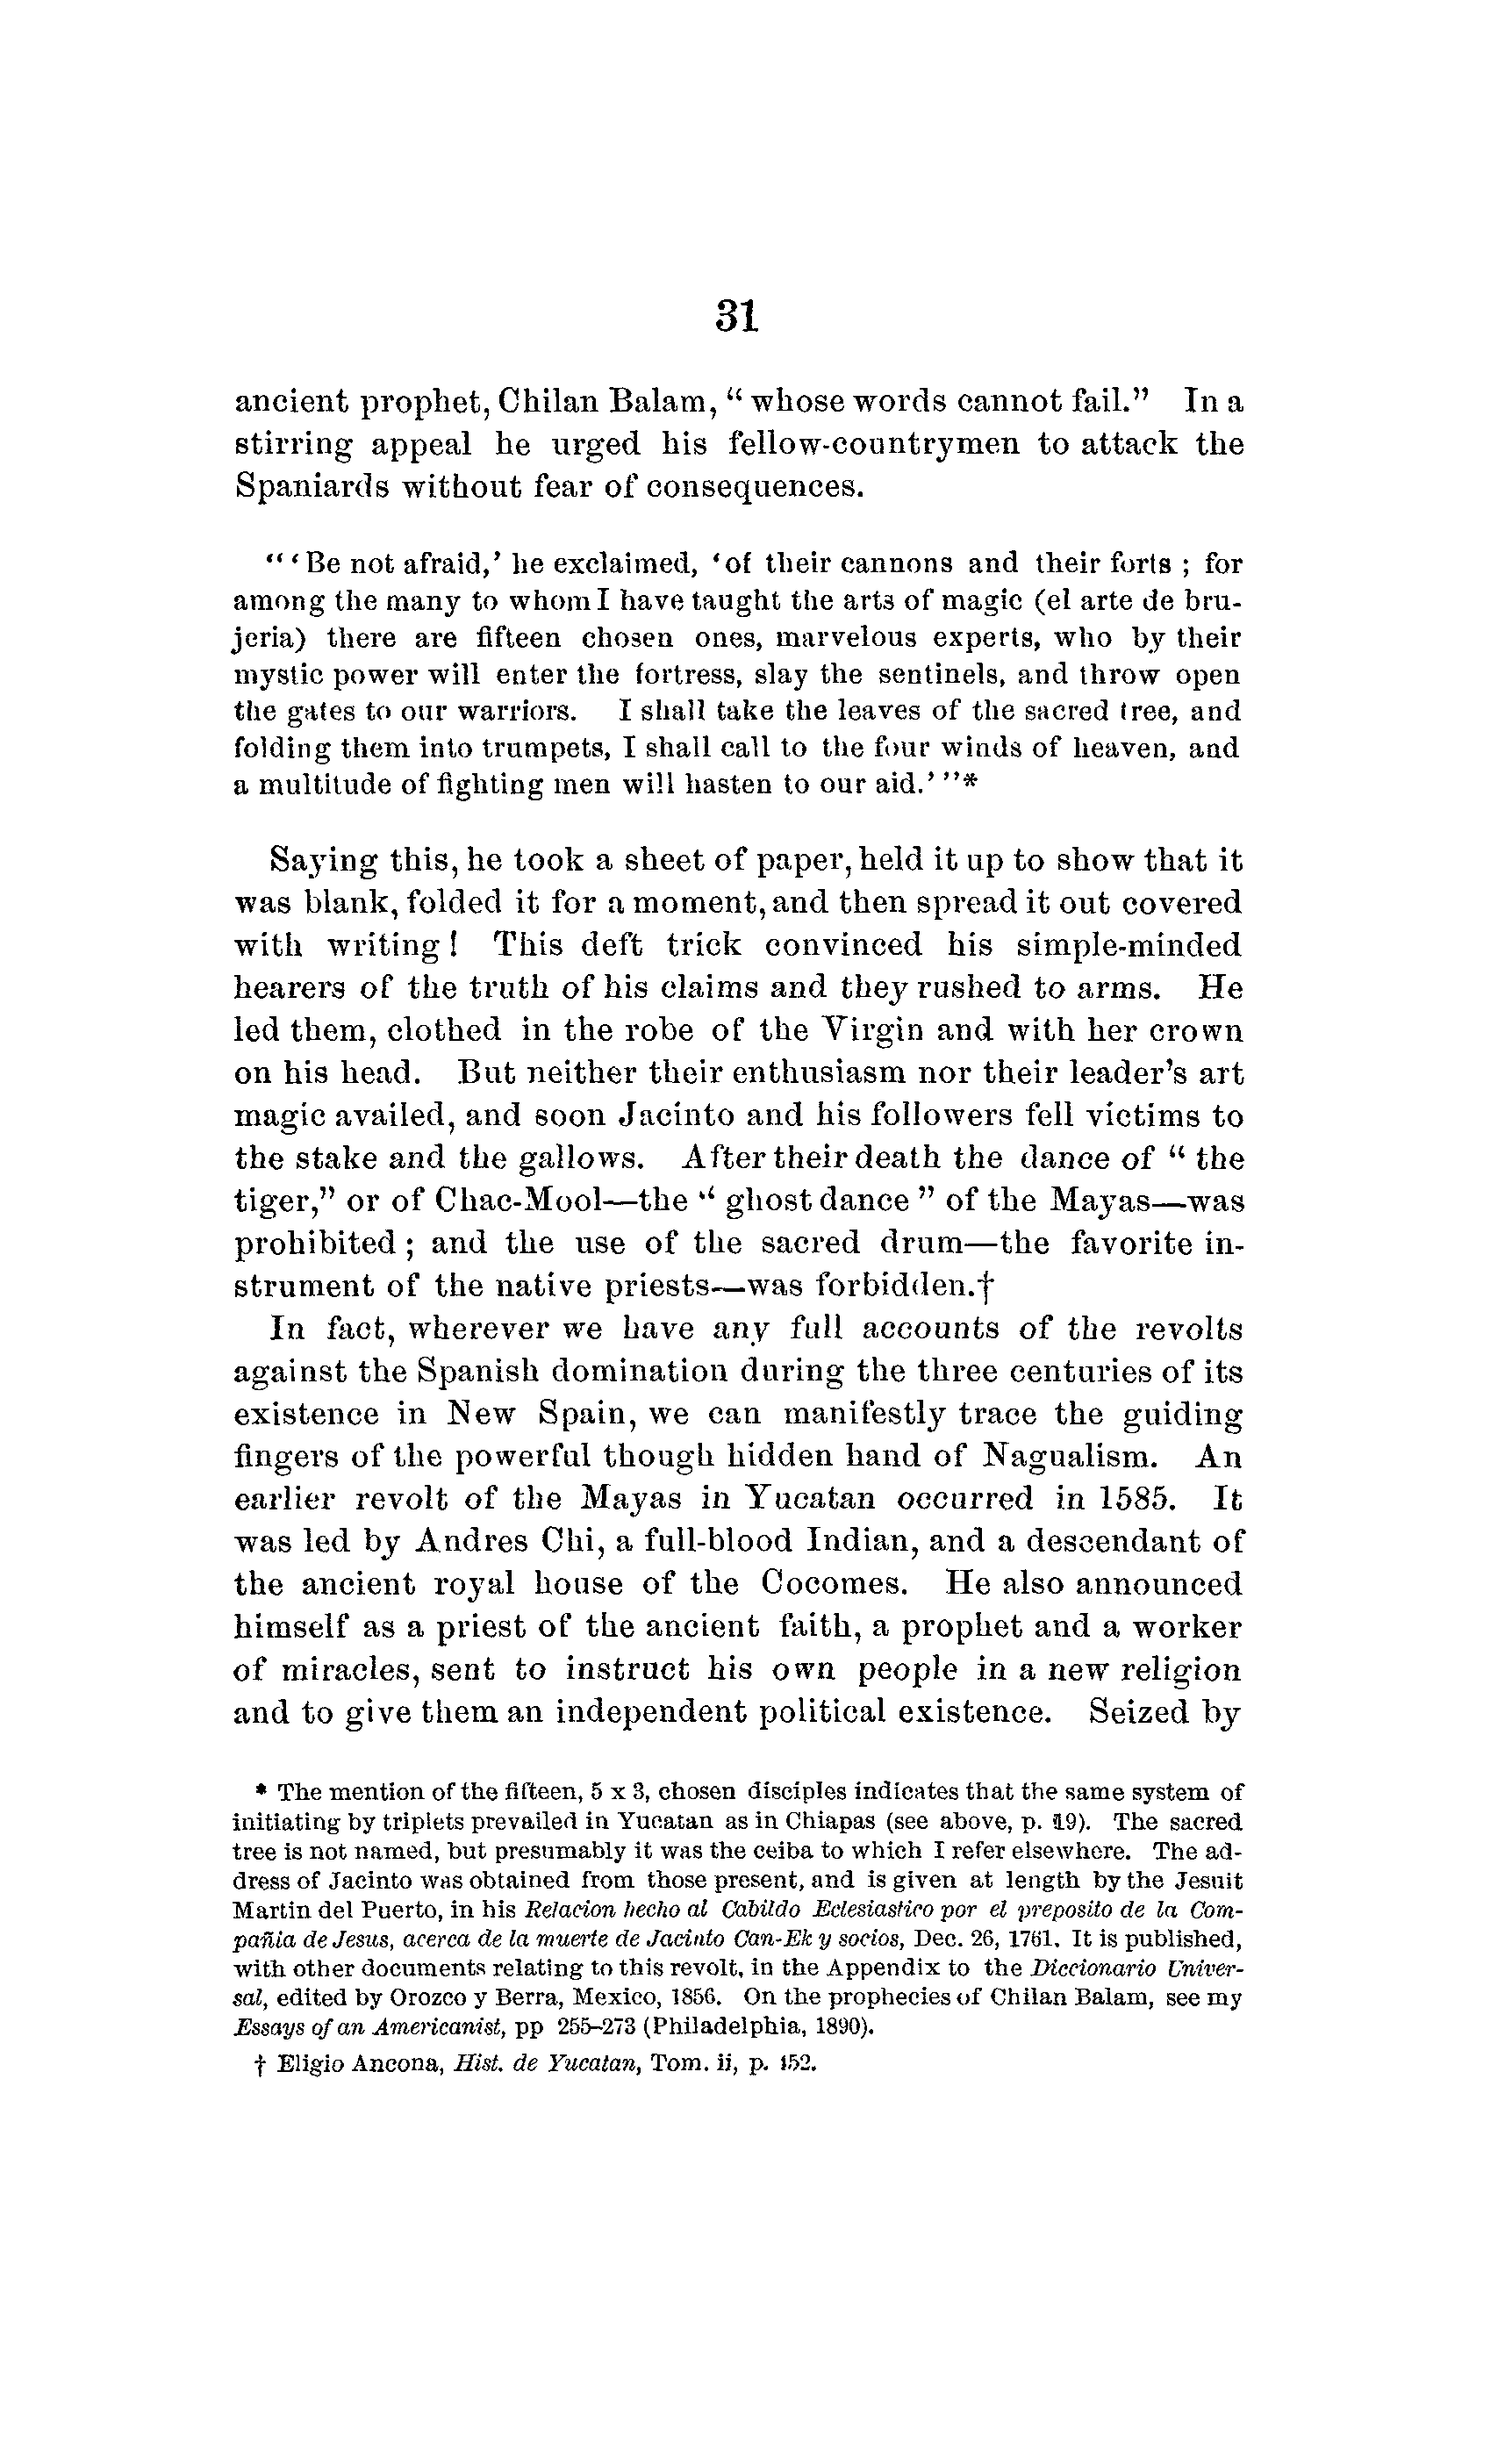 31
ancient prophet, Chilan Balam, “ whose words cannot fail.” In a
stirring appeal he urged his fellow-countrymen to attack the
Spaniards without fear of consequences.
“ ‘ Be not afraid,’ he exclaimed, ‘of their cannons and their forts ; for
among the many to whom I have taught the arts of magic (el arte de bru-
jeria) there are fifteen chosen ones, marvelous experts, who by their
mystic power will enter the fortress, slay the sentinels, and throw open
the gates to our warriors. I shall take the leaves of the sacred tree, and
folding them into trumpets, I shall call to the four winds of heaven, and
a multitude of fighting men will hasten to our aid.’ ”*
Saying this, he took a sheet of paper, held it up to show that it
was blank, folded it for a moment, and then spread it out covered
with writing ! This deft trick convinced his simple-minded
hearers of the truth of his claims and they rushed to arms. He
led them, clothed in the robe of the Virgin and with her crown
on his head. But neither their enthusiasm nor their leader’s art
magic availed, and soon Jacinto and his followers fell victims to
the stake and the gallows. After their death the dance of “ the
tiger,” or of Chac-Mool—the “ ghost dance ” of the Mayas—was
prohibited ; and the use of the sacred drum—the favorite in-
strument of the native priests—was forbidden.†
In fact, wherever we have any full accounts of the revolts
against the Spanish domination during the three centuries of its
existence in New Spain, we can manifestly trace the guiding
fingers of the powerful though hidden hand of Nagualism. An
earlier revolt of the Mayas in Yucatan occurred in 1585. It
was led by Andres Chi, a full-blood Indian, and a descendant of
the ancient royal house of the Cocomes. He also announced
himself as a priest of the ancient faith, a prophet and a worker
of miracles, sent to instruct his own people in a new religion
and to give them an independent political existence. Seized by
* The mention of the fifteen, 5 x 3, chosen disciples indicates that the same system of
initiating by triplets prevailed in Yucatan as in Chiapas (see above, p. 19). The sacred
tree is not named, but presumably it was the ceiba to which I refer elsewhere. The ad-
dress of Jacinto was obtained from those present, and is given at length by the Jesuit
Martin del Puerto, in his Relacion hecho al Cabildo Eclesiastico por el preposito de la Com-
pañia de Jesus, acerca de la muerte de Jacinto Can-Ek y socios, Dec. 26, 1761. It is published,
with other documents relating to this revolt, in the Appendix to the Diccionario Univer-
sal, edited by Orozco y Berra, Mexico, 1856. On the prophecies of Chilan Balam, see my
Essays of an Americanist, pp 255–273 (Philadelphia, 1890).
† Eligio Ancona, Hist. de Yucatan, Tom. ii, p. 152.